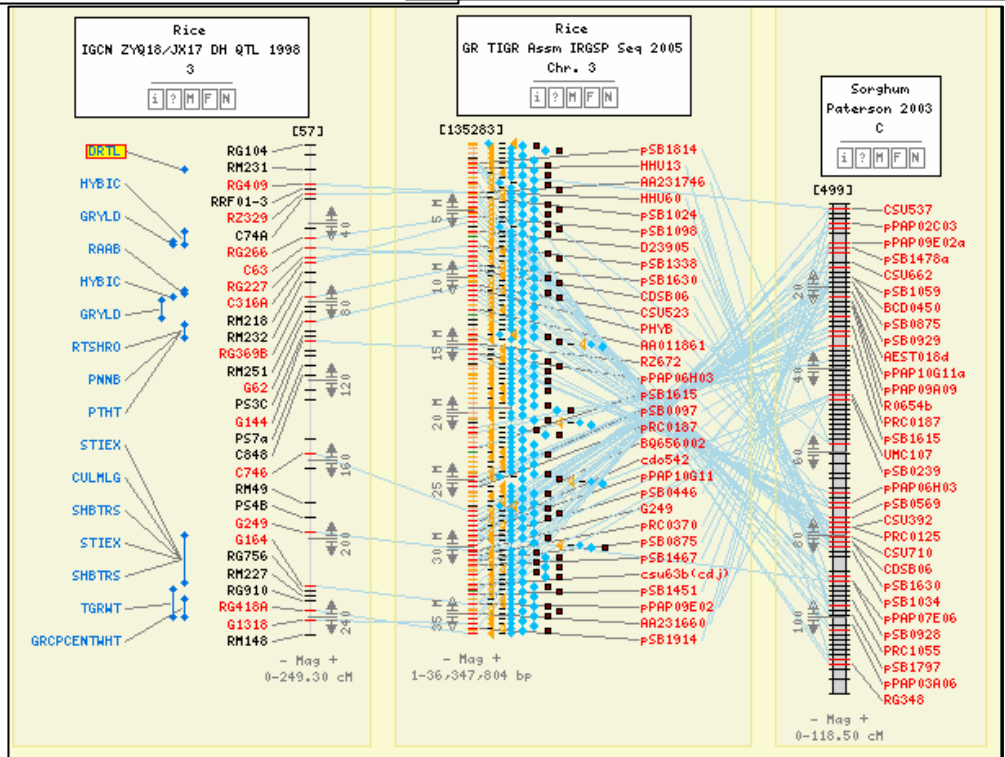 Rice
IGCN ZYQ18/JX17 DH QTL 1998
3
i ? M F N
[57]
DRTL
HYBIC
GRYLD
RAAB
HYBIC
GRYLD
RTSHRO
PNNB
PTHT
STIEX
CULMLG
SHBTRS
STIEX
SHBTRS
TGRWT
GRCPCENTWHT
RG104
RM231
RG409
RRF01-3
RZ329
C74A
RG266
C63
RG227
C316A
RM218
RM232
RG369B
RM251
G62
PS3C
G144
PS7a
C848
C746
RM49
PS4B
G249
G164
RG756
RM227
RG910
RG418A
G1318
RM148
40
80
120
160
200
240
- Mag +
0-249.30 cM
Rice
GR TIGR Assm IRGSP Seq 2005
Chr. 3
i ? M F N
[135283]
5 M
10 M
15 M
20 M
25 M
30 M
35 M
pSB1814
HHU13
AA231746
HHU60
pSB1024
pSB1098
D23905
pSB1338
pSB1630
CDSB06
CSU523
PHYB
AA011861
RZ672
pPAP06H03
pSB1615
pSB0097
pRC0187
BQ656002
cdo542
pPAP10G11
pSB0446
G249
pRC0370
pSB0875
pSB1467
csu63b(cdj)
pSB1451
pPAP09E02
AA231660
pSB1914
- Mag +
1-36,347,804 bp
Sorghum
Paterson 2003
C
i ? M F N
[499]
20
40
60
80
100
CSU537
pPAP02C03
pPAP09E02a
pSB1478a
CSU662
pSB1059
BCD0450
pSB0875
pSB0929
AEST018d
pPAP10G11a
pPAP09A09
R0654b
PRC0187
pSB1615
UMC107
pSB0239
pPAP06H03
pSB0569
CSU392
PRC0125
CSU710
CDSB06
pSB1630
pSB1034
pPAP07E06
pSB0928
PRC1055
pSB1797
pPAP03A06
RG348
- Mag +
0-118.50 cM